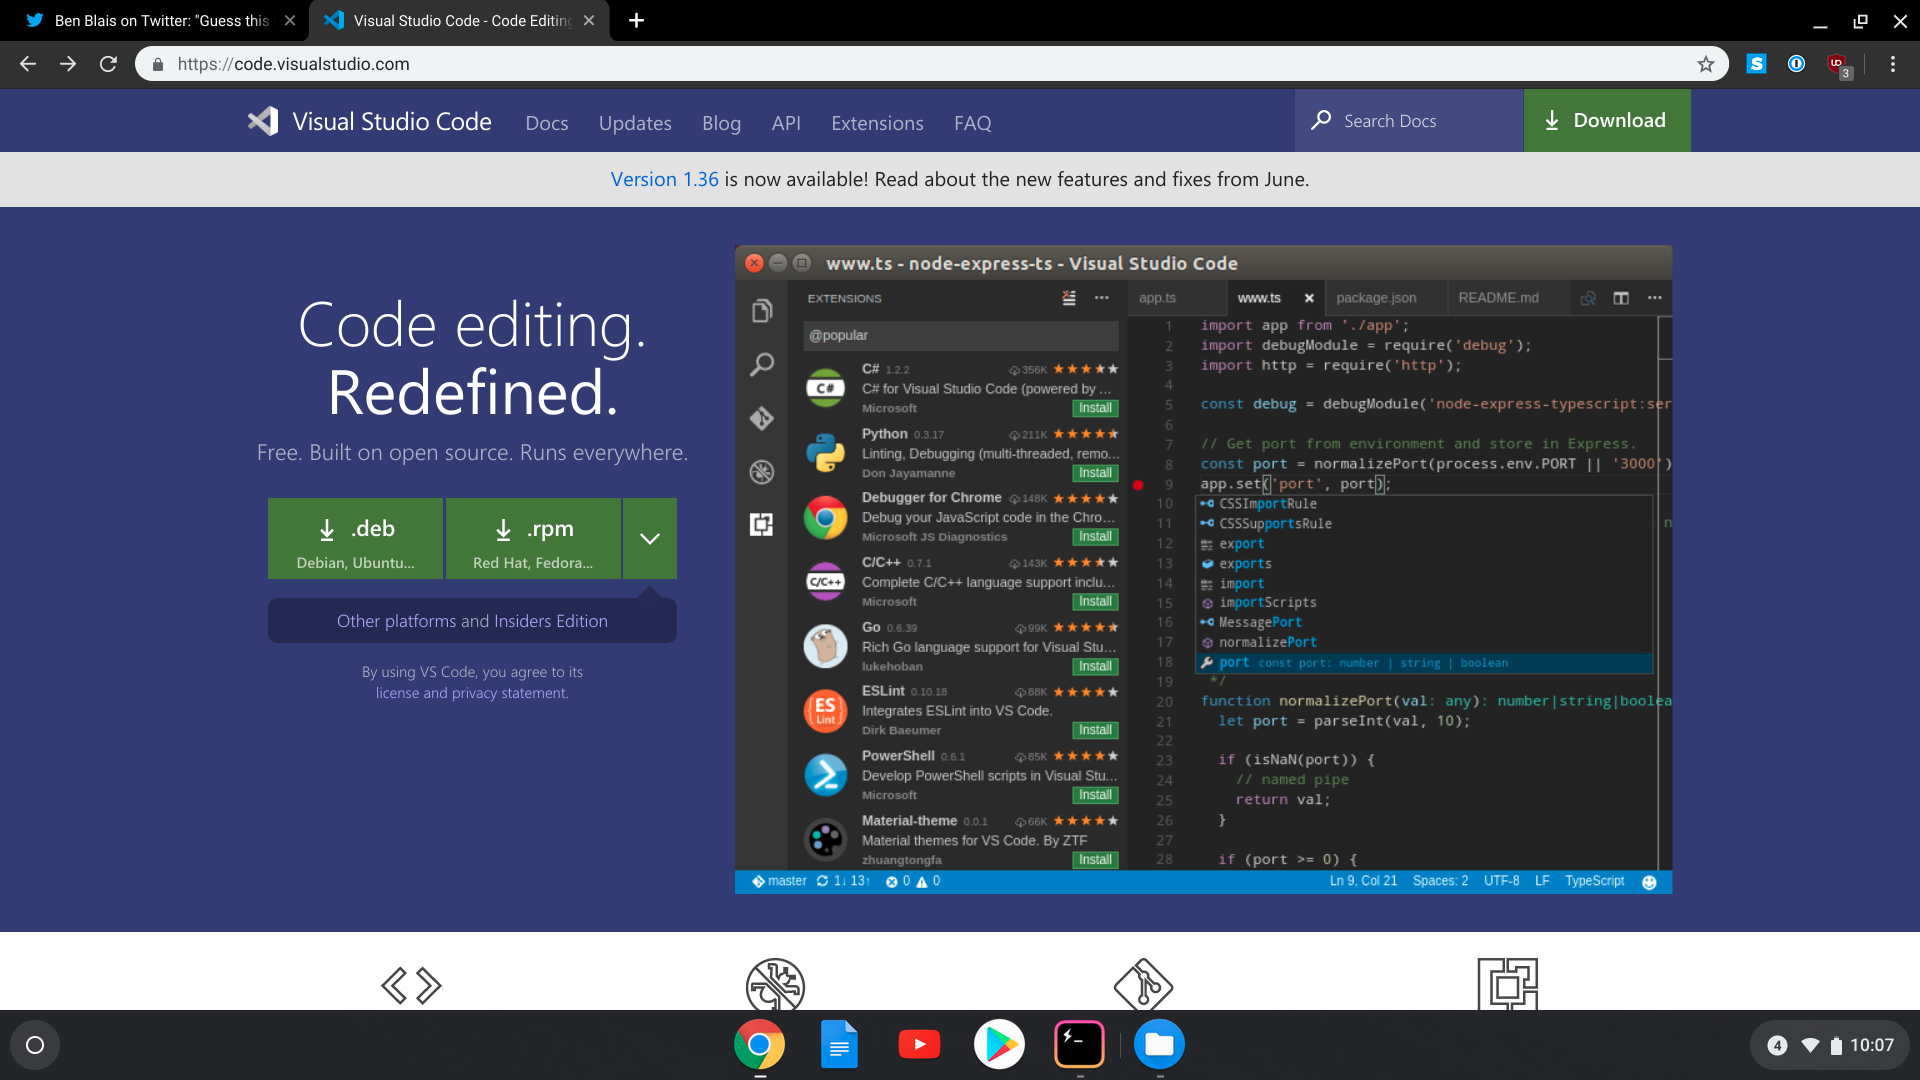 Ben Blais on Twitter: "Guess this
Visual Studio Code - Code Editing
https://code.visualstudio.com
S
UD
3
Visual Studio Code
Docs
Updates
Blog
API
Extensions
FAQ
Search Docs
Download
Version 1.36 is now available! Read about the new features and fixes from June.
Code editing.
Redefined.
Free. Built on open source. Runs everywhere.
.deb
Debian, Ubuntu...
.rpm
Red Hat, Fedora...
Other platforms and Insiders Edition
By using VS Code, you agree to its
license and privacy statement.
www.ts - node-express-ts - Visual Studio Code
EXTENSIONS
@popular
C# 1.2.2 356K
C#
C# for Visual Studio Code (powered by ...
Microsoft
Install
Python 0.3.17 211K
Linting, Debugging (multi-threaded, remo...
Don Jayamanne
Install
Debugger for Chrome 148K
Debug your JavaScript code in the Chro...
Microsoft JS Diagnostics
Install
C/C++ 0.7.1 143K
C/C++
Complete C/C++ language support inclu...
Microsoft
Install
Go 0.6.39 99K
Rich Go language support for Visual Stu...
lukehoban
Install
ESLint 0.10.18 88K
ES
Lint
Integrates ESLint into VS Code.
Dirk Baeumer
Install
PowerShell 0.6.1 85K
Develop PowerShell scripts in Visual Stu...
Microsoft
Install
Material-theme 0.0.1 66K
Material themes for VS Code. By ZTF
zhuangtongfa
Install
app.ts
www.ts
package.json
README.md
1 import app from './app';
2 import debugModule = require('debug');
3 import http = require('http');
4
5 const debug = debugModule('node-express-typescript:ser
6
7 // Get port from environment and store in Express.
8 const port = normalizePort(process.env.PORT || '3000')
9 app.set('port', port);
10 CSSImportRule
11 CSSSupportsRule n
12 export
13 exports
14 import
15 importScripts
16 MessagePort
17 normalizePort
18 port const port: number | string | boolean
19 */
20 function normalizePort(val: any): number|string|boolea
21 let port = parseInt(val, 10);
22
23 if (isNaN(port)) {
24 // named pipe
25 return val;
26 }
27
28 if (port >= 0) {
master 1↓ 13↑ 0 0
Ln 9, Col 21 Spaces: 2 UTF-8 LF TypeScript
4
10:07